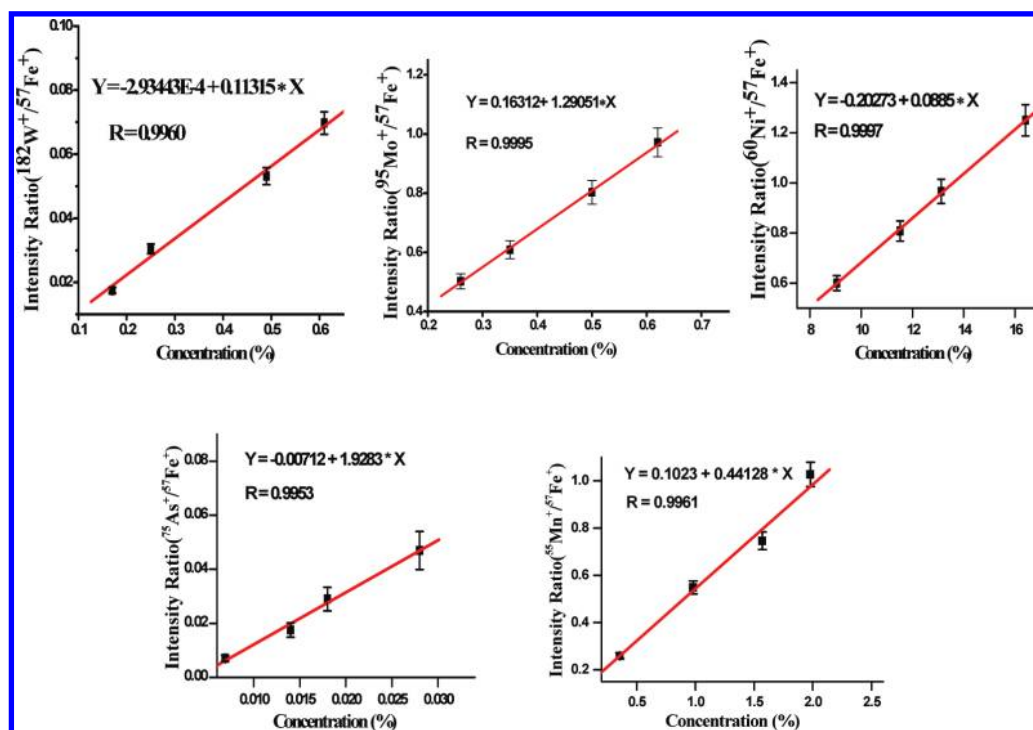 Intensity Ratio(182W+/57Fe+)
0.10
0.08
0.06
0.04
0.02
Y=-2.93443E-4+0.11315*X
R=0.9960
0.1 0.2 0.3 0.4 0.5 0.6
Concentration (%)
Intensity Ratio(95Mo+/57Fe+)
1.2
1.0
0.8
0.6
0.4
Y= 0.16312+ 1.29051*X
R= 0.9995
0.2 0.3 0.4 0.5 0.6 0.7
Concentration (%)
Intensity Ratio(60Ni+/57Fe+)
1.4
1.2
1.0
0.8
0.6
Y= -0.20273+ 0.0885* X
R= 0.9997
8 10 12 14 16
Concentration (%)
Intensity Ratio(75As+/57Fe+)
0.08
0.06
0.04
0.02
0.00
Y = -0.00712 + 1.9283 * X
R = 0.9953
0.010 0.015 0.020 0.025 0.030
Concentration (%)
Intensity Ratio(55Mn+/57Fe+)
1.0
0.8
0.6
0.4
0.2
Y = 0.1023 + 0.44128 * X
R = 0.9961
0.5 1.0 1.5 2.0 2.5
Concentration (%)